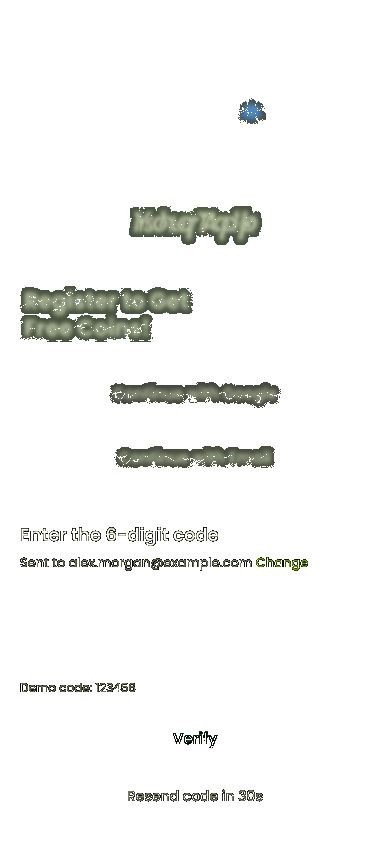 Register to Get
Free Coins!
Continue with Google
Continue with Email
Enter the 6-digit code
Sent to alex.morgan@example.com Change
Demo code: 123456
Verify
Resend code in 30s